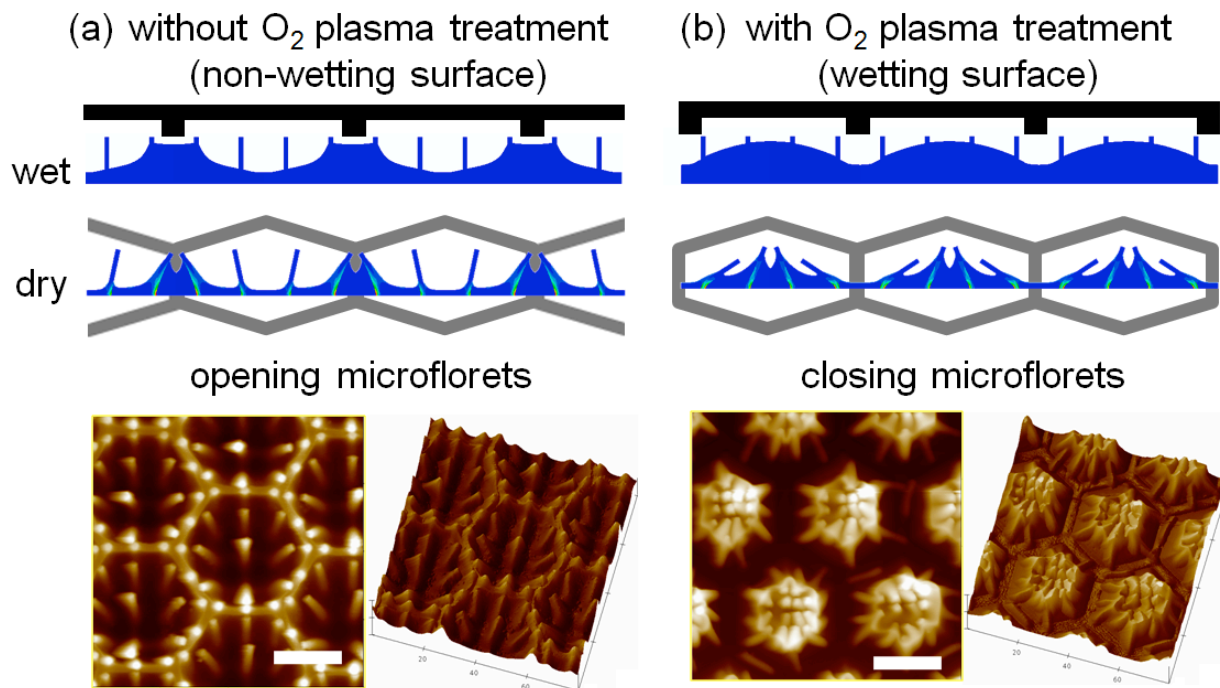 (a) without O₂ plasma treatment
(non-wetting surface)
(b) with O₂ plasma treatment
(wetting surface)
wet
dry
opening microflorets
closing microflorets
20
40
60
20
40
60